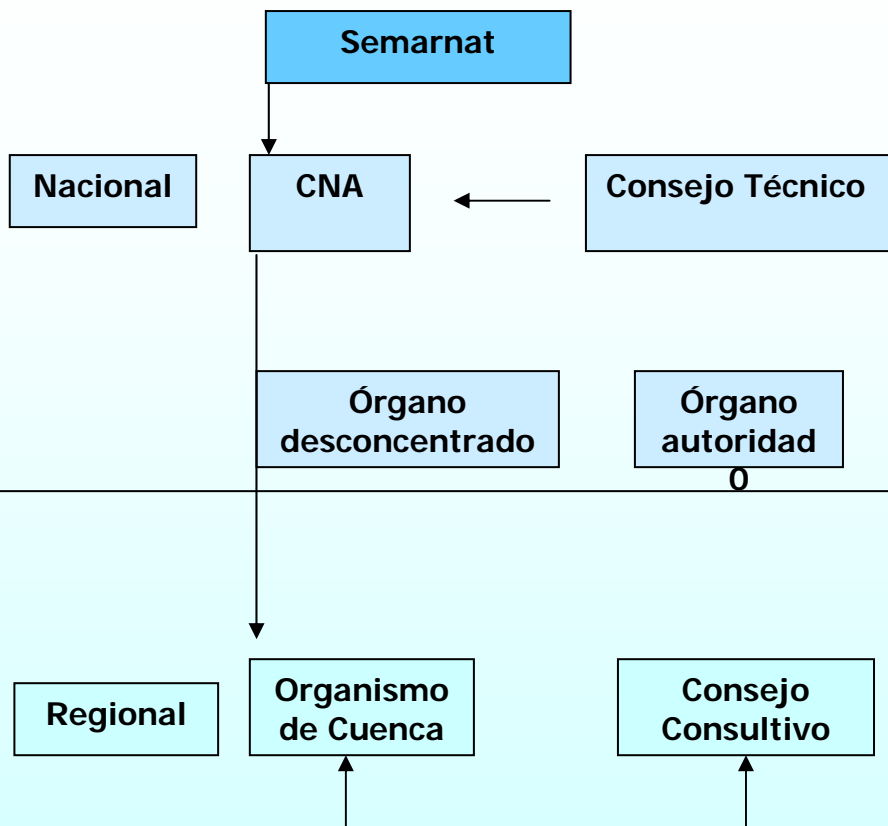 Semarnat
Nacional
CNA
Consejo Técnico
Órgano
desconcentrado
Órgano
autoridad
0
Regional
Organismo
de Cuenca
Consejo
Consultivo